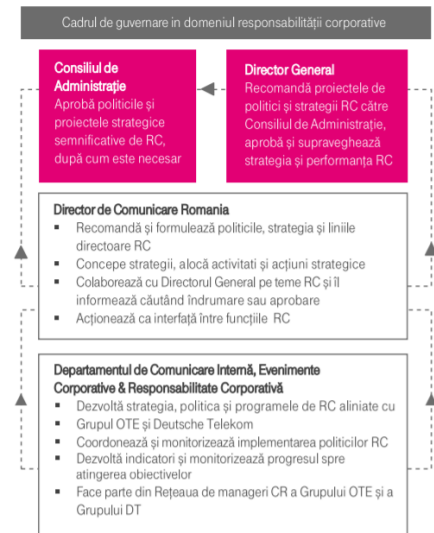 Cadrul de guvernare in domeniul responsabilității corporative
Consiliul de
Administrație
Aprobă politicile și
proiectele strategice
semnificative de RC,
după cum este necesar
Director General
Recomandă proiectele de
politici și strategii RC către
Consiliul de Administrație,
aprobă și supraveghează
strategia și performanța RC
Director de Comunicare Romania
▪ Recomandă și formulează politicile, strategia și liniile
directoare RC
▪ Concepe strategii, alocă activitati și acțiuni strategice
▪ Colaborează cu Directorul General pe teme RC și îl
informează căutând îndrumare sau aprobare
▪ Acționează ca interfață între funcțiile RC
Departamentul de Comunicare Internă, Evenimente
Corporative & Responsabilitate Corporativă
▪ Dezvoltă strategia, politica și programele de RC aliniate cu
▪ Grupul OTE și Deutsche Telekom
▪ Coordonează și monitorizează implementarea politicilor RC
▪ Dezvoltă indicatori și monitorizează progresul spre
atingerea obiectivelor
▪ Face parte din Rețeaua de manageri CR a Grupului OTE și a
Grupului DT